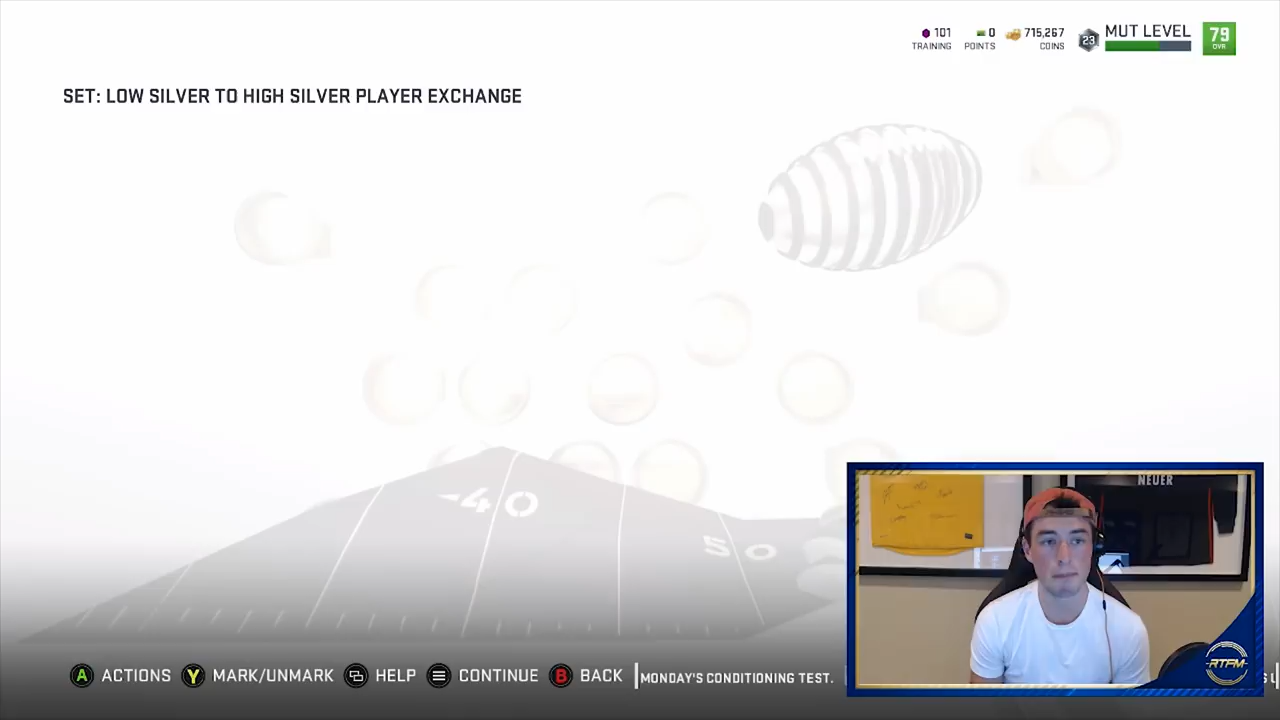 101 TRAINING
0 POINTS
715,267 COINS
23 MUT LEVEL
79 OVR
SET: LOW SILVER TO HIGH SILVER PLAYER EXCHANGE
-40
50
NEUER
RTFM
A ACTIONS Y MARK/UNMARK HELP CONTINUE B BACK MONDAY'S CONDITIONING TEST.